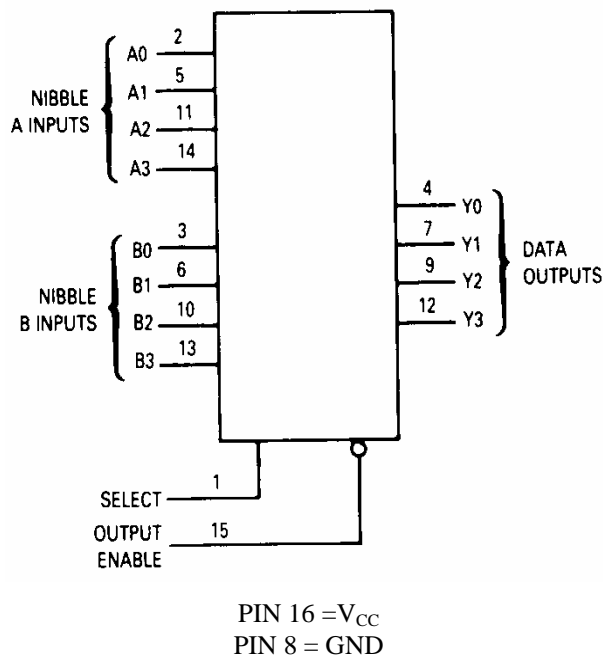 NIBBLE
A INPUTS
A0 2
A1 5
A2 11
A3 14
NIBBLE
B INPUTS
B0 3
B1 6
B2 10
B3 13
4 Y0
7 Y1
9 Y2
12 Y3
DATA
OUTPUTS
SELECT 1
OUTPUT
ENABLE
15
PIN 16 =VCC
PIN 8 = GND